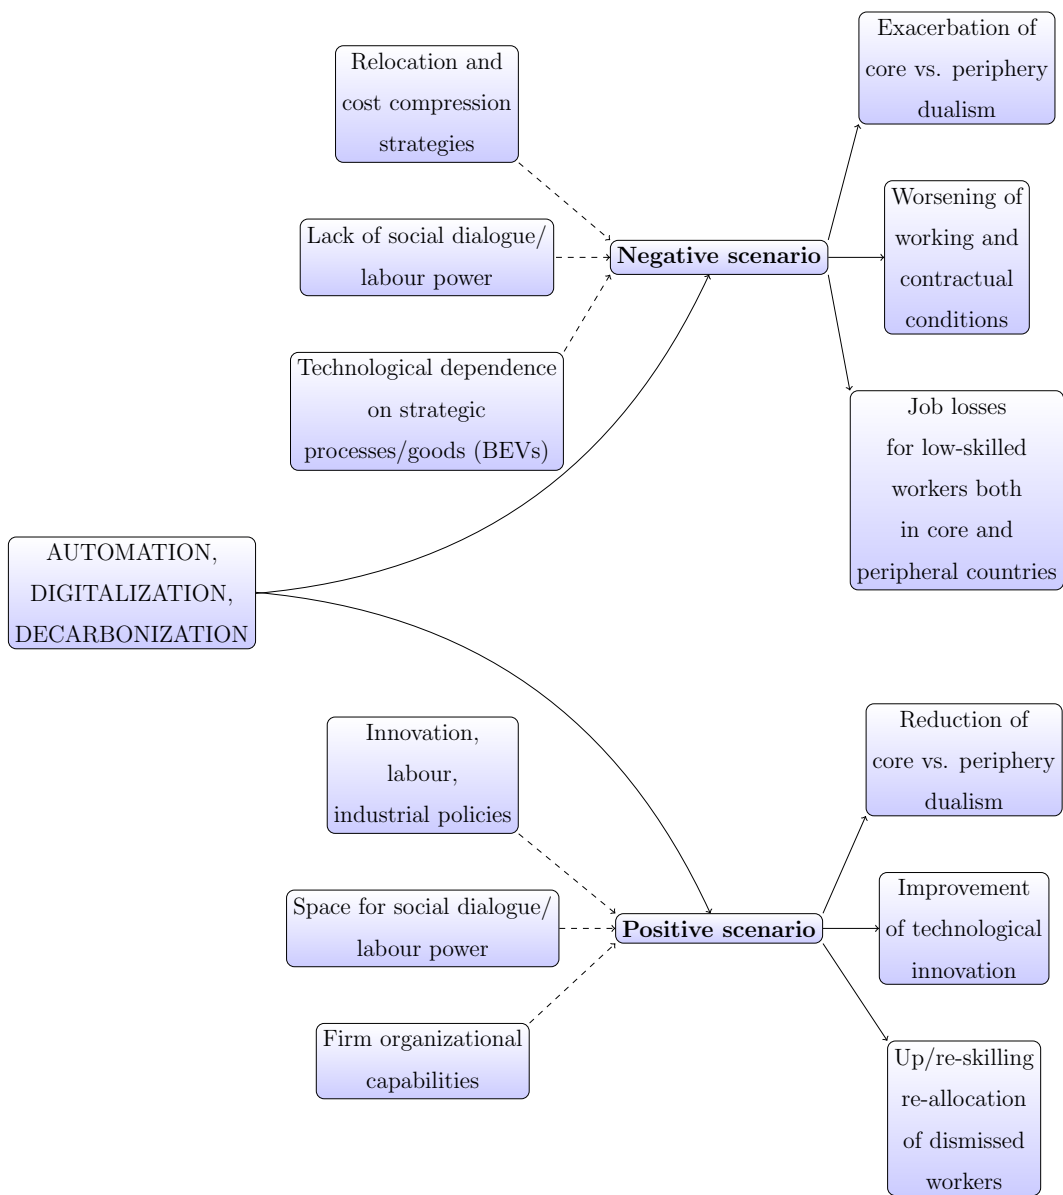 Exacerbation of
core vs. periphery
dualism
Relocation and
cost compression
strategies
Worsening of
working and
contractual
conditions
Lack of social dialogue/
labour power
Negative scenario
Technological dependence
on strategic
processes/goods (BEVs)
Job losses
for low-skilled
workers both
in core and
peripheral countries
AUTOMATION,
DIGITALIZATION,
DECARBONIZATION
Innovation,
labour,
industrial policies
Reduction of
core vs. periphery
dualism
Space for social dialogue/
labour power
Positive scenario
Improvement
of technological
innovation
Firm organizational
capabilities
Up/re-skilling
re-allocation
of dismissed
workers